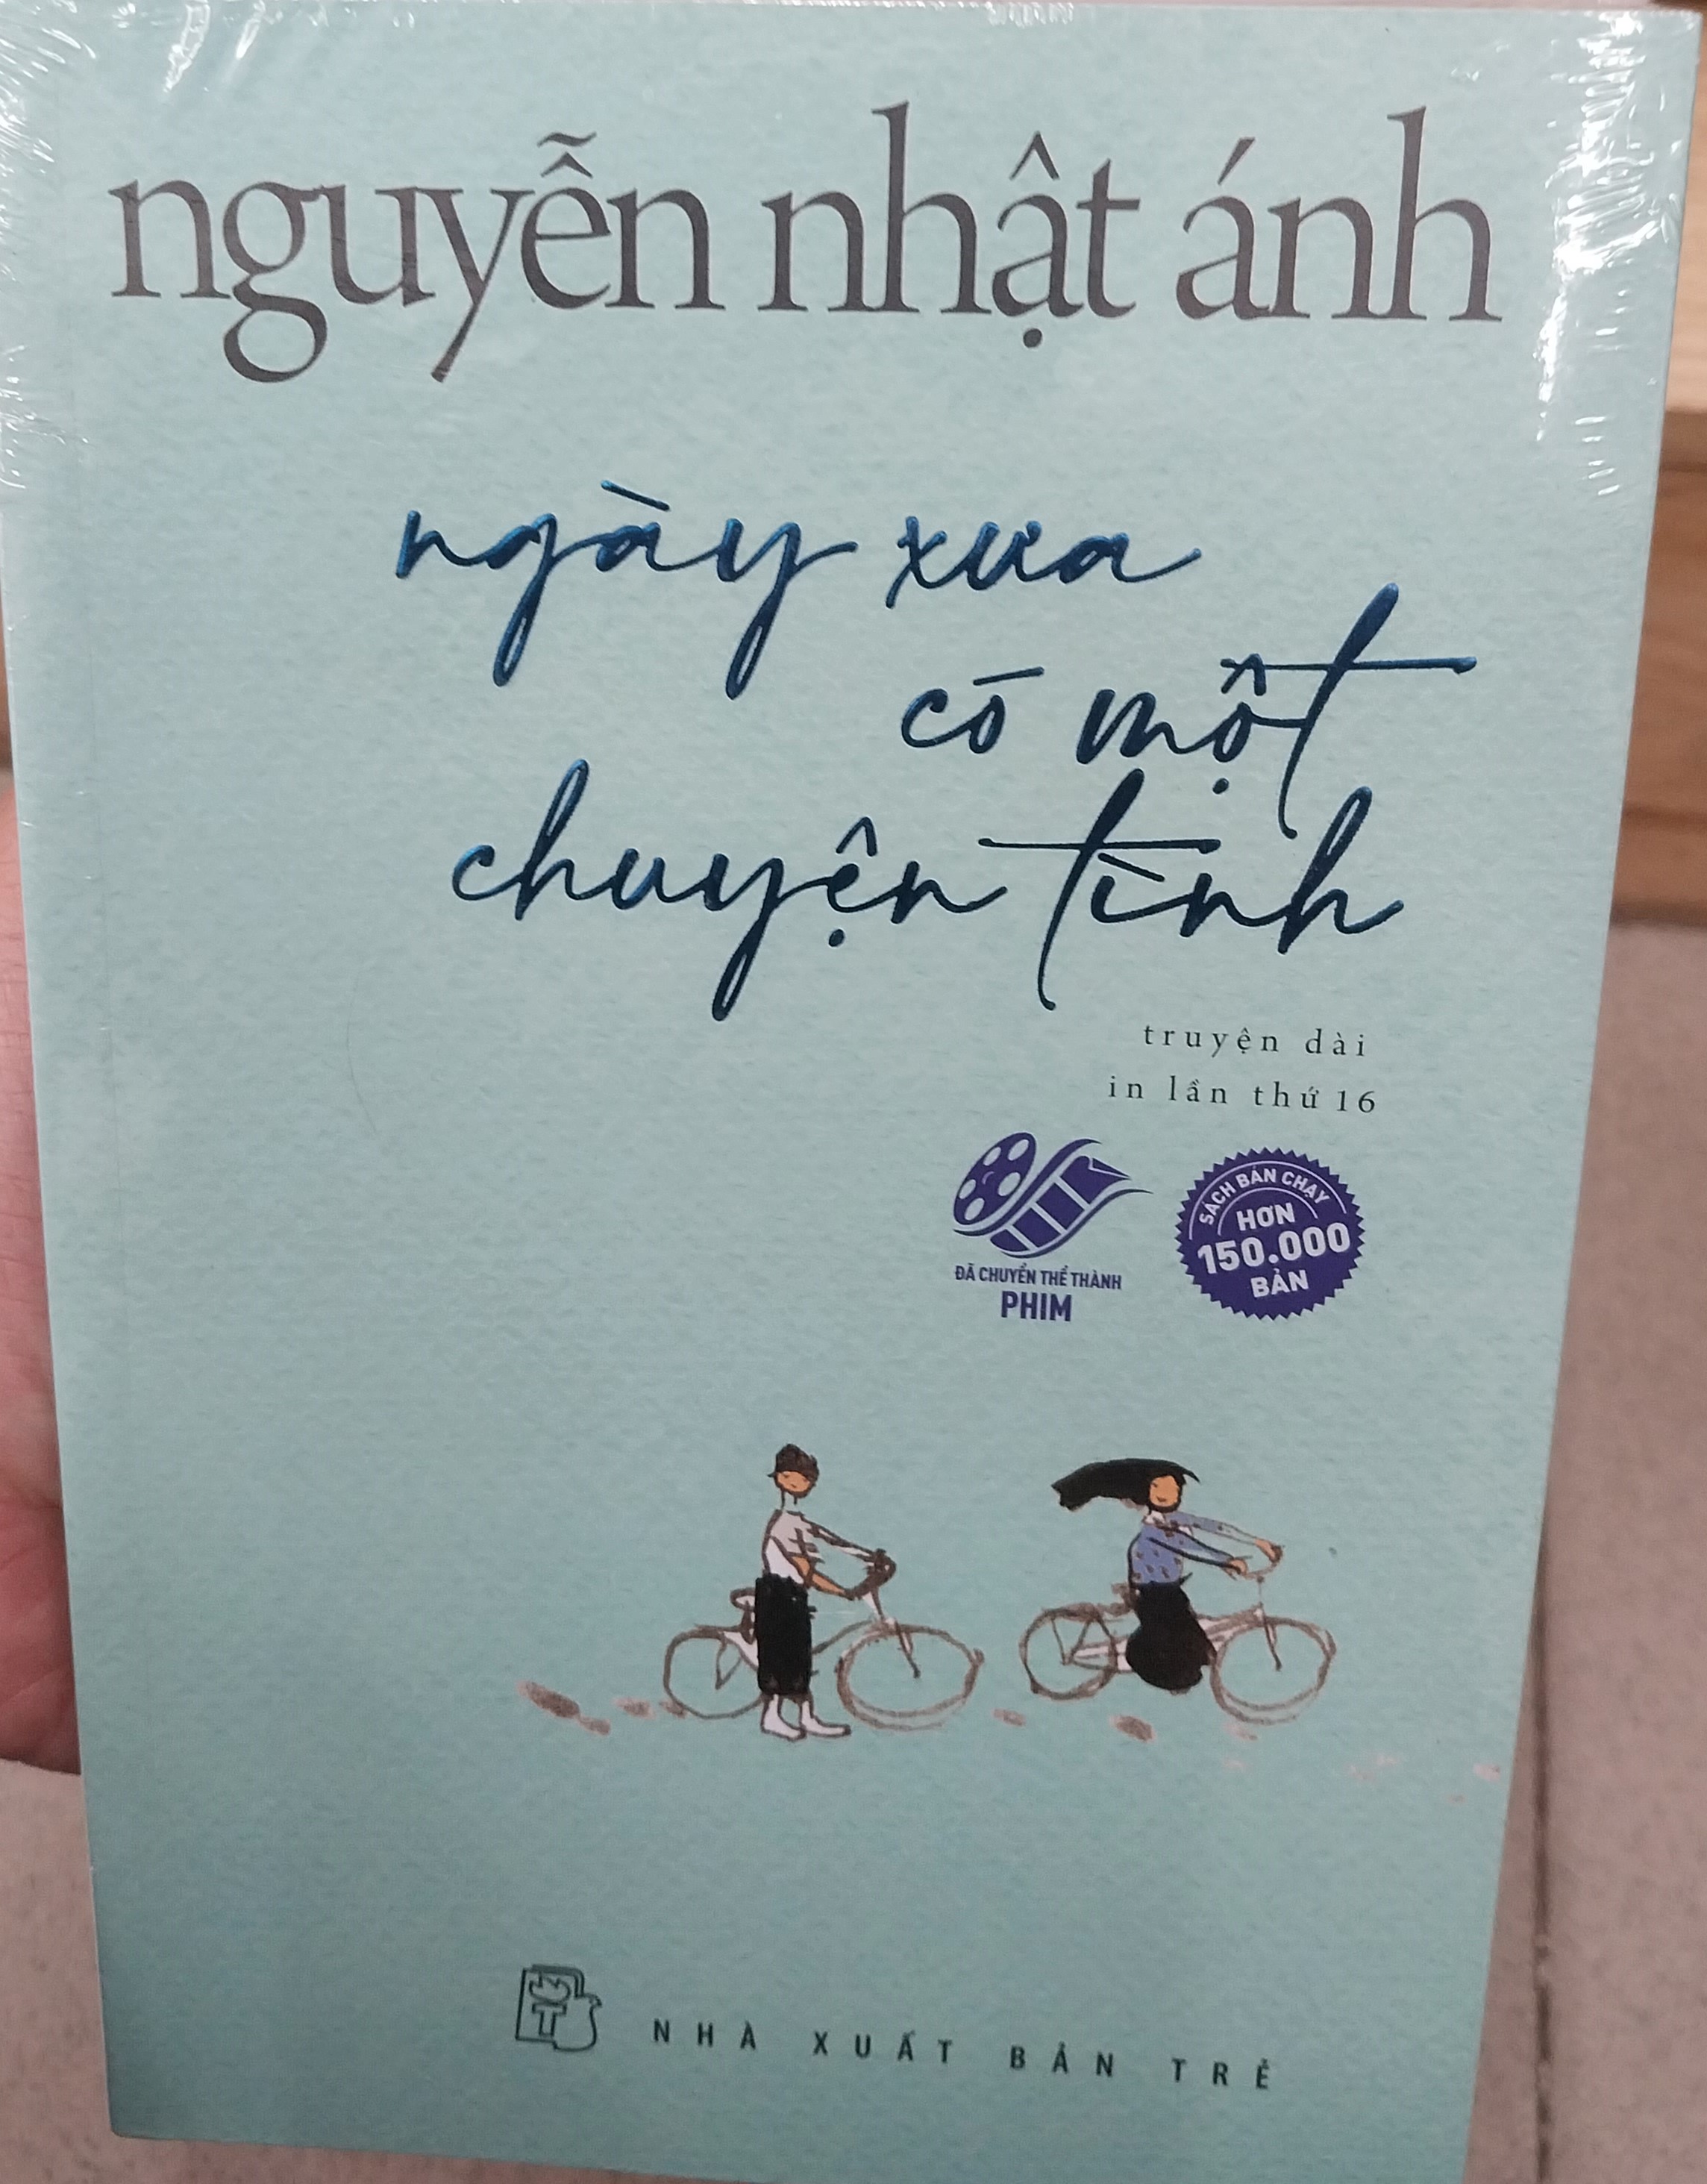 nguyễn nhật ánh
ngày xưa
có một
chuyện tình
truyện dài
in lần thứ 16
ĐÃ CHUYỂN THỂ THÀNH
PHIM
SÁCH BÁN CHẠY
HƠN
150.000
BẢN
NHÀ XUẤT BẢN TRẺ